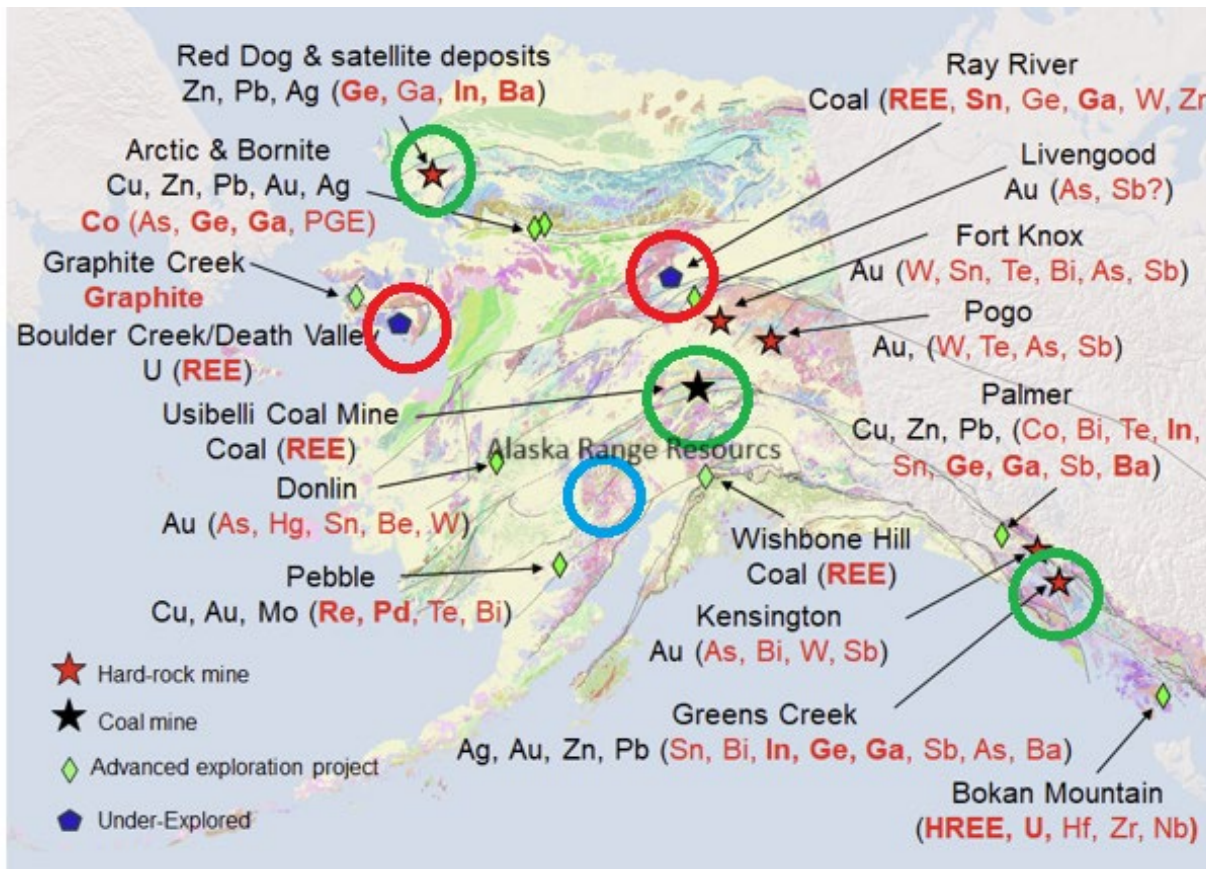 Red Dog & satellite deposits
Zn, Pb, Ag (Ge, Ga, In, Ba)
Arctic & Bornite
Cu, Zn, Pb, Au, Ag
Co (As, Ge, Ga, PGE)
Graphite Creek
Graphite
Boulder Creek/Death Valley
U (REE)
Usibelli Coal Mine
Coal (REE)
Alaska Range Resourcs
Donlin
Au (As, Hg, Sn, Be, W)
Pebble
Cu, Au, Mo (Re, Pd, Te, Bi)
Ray River
Coal (REE, Sn, Ge, Ga, W, Zr
Livengood
Au (As, Sb?)
Fort Knox
Au (W, Sn, Te, Bi, As, Sb)
Pogo
Au, (W, Te, As, Sb)
Palmer
Cu, Zn, Pb, (Co, Bi, Te, In,
Sn, Ge, Ga, Sb, Ba)
Wishbone Hill
Coal (REE)
Kensington
Au (As, Bi, W, Sb)
Greens Creek
Ag, Au, Zn, Pb (Sn, Bi, In, Ge, Ga, Sb, As, Ba)
Bokan Mountain
(HREE, U, Hf, Zr, Nb)
Hard-rock mine
Coal mine
Advanced exploration project
Under-Explored